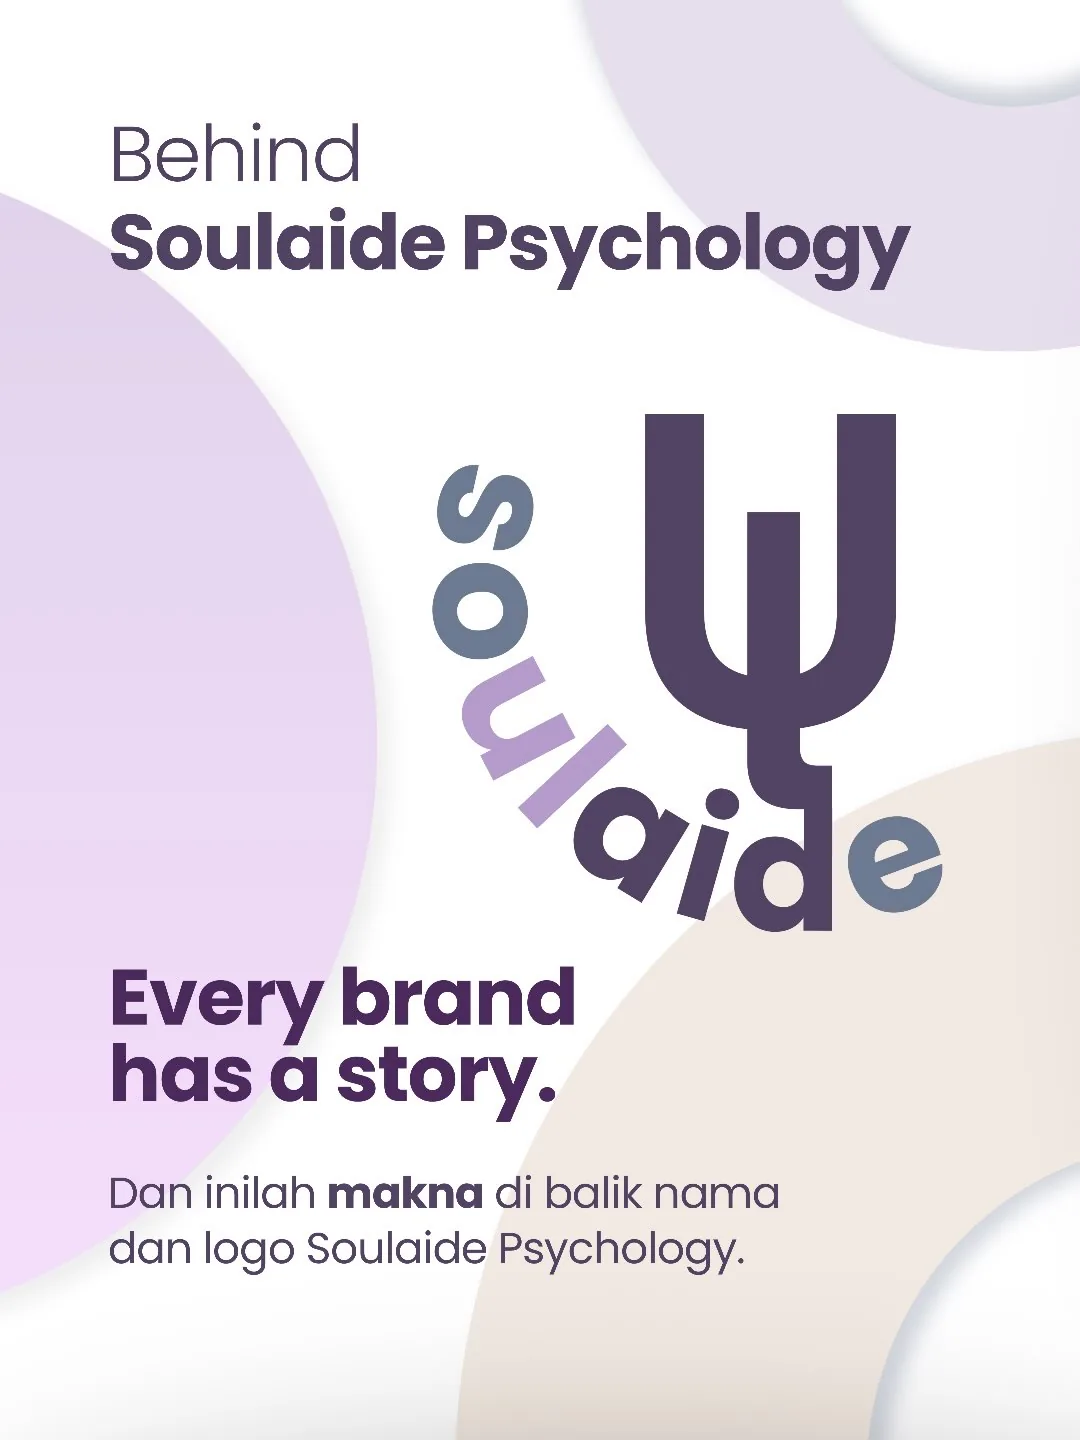 Behind
Soulaide Psychology
soulaide
Every brand
has a story.
Dan inilah makna di balik nama
dan logo Soulaide Psychology.